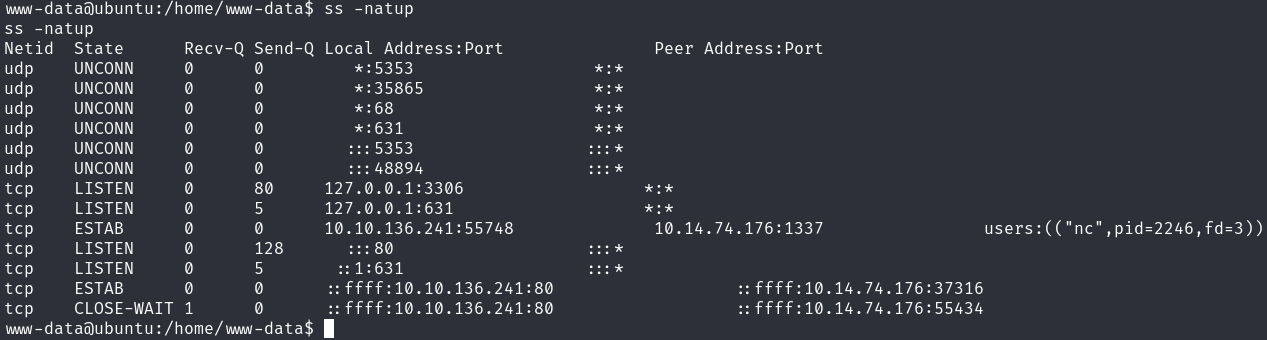 www-data@ubuntu:/home/www-data$ ss -natup
ss -natup
Netid  State      Recv-Q Send-Q Local Address:Port               Peer Address:Port
udp    UNCONN     0      0         *:5353                  *:*
udp    UNCONN     0      0         *:35865                 *:*
udp    UNCONN     0      0         *:68                    *:*
udp    UNCONN     0      0         *:631                   *:*
udp    UNCONN     0      0        :::5353                 :::*
udp    UNCONN     0      0        :::48894                :::*
tcp    LISTEN     0      80     127.0.0.1:3306                  *:*
tcp    LISTEN     0      5      127.0.0.1:631                   *:*
tcp    ESTAB      0      0      10.10.136.241:55748              10.14.74.176:1337                users:(("nc",pid=2246,fd=3))
tcp    LISTEN     0      128      :::80                   :::*
tcp    LISTEN     0      5       ::1:631                  :::*
tcp    ESTAB      0      0      ::ffff:10.10.136.241:80                  ::ffff:10.14.74.176:37316
tcp    CLOSE-WAIT 1      0      ::ffff:10.10.136.241:80                  ::ffff:10.14.74.176:55434
www-data@ubuntu:/home/www-data$